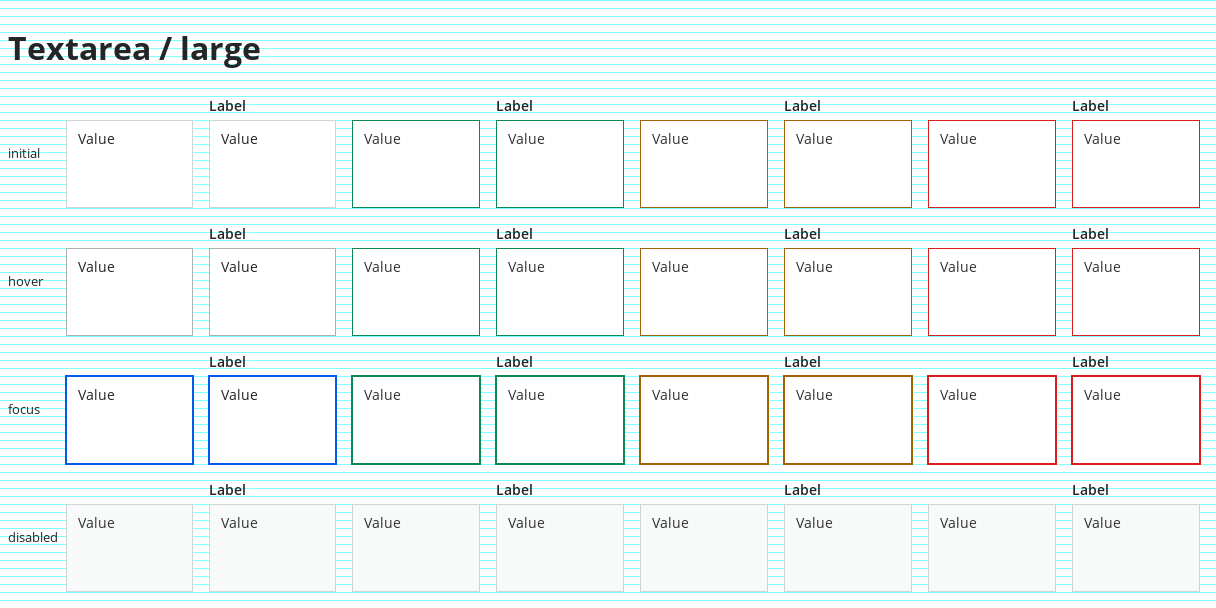 Textarea / large
Label Label Label Label
initial Value Value Value Value Value Value Value Value
Label Label Label Label
hover Value Value Value Value Value Value Value Value
Label Label Label Label
focus Value Value Value Value Value Value Value Value
Label Label Label Label
disabled Value Value Value Value Value Value Value Value